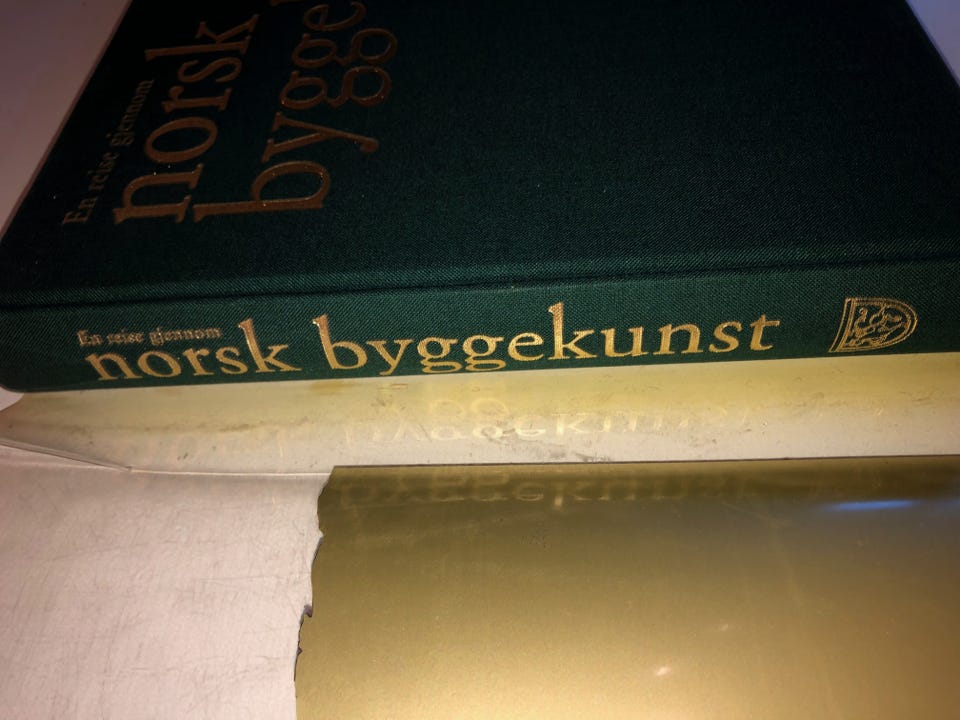 En reise gjennom
norsk
bygge
En reise gjennom
norsk byggekunst